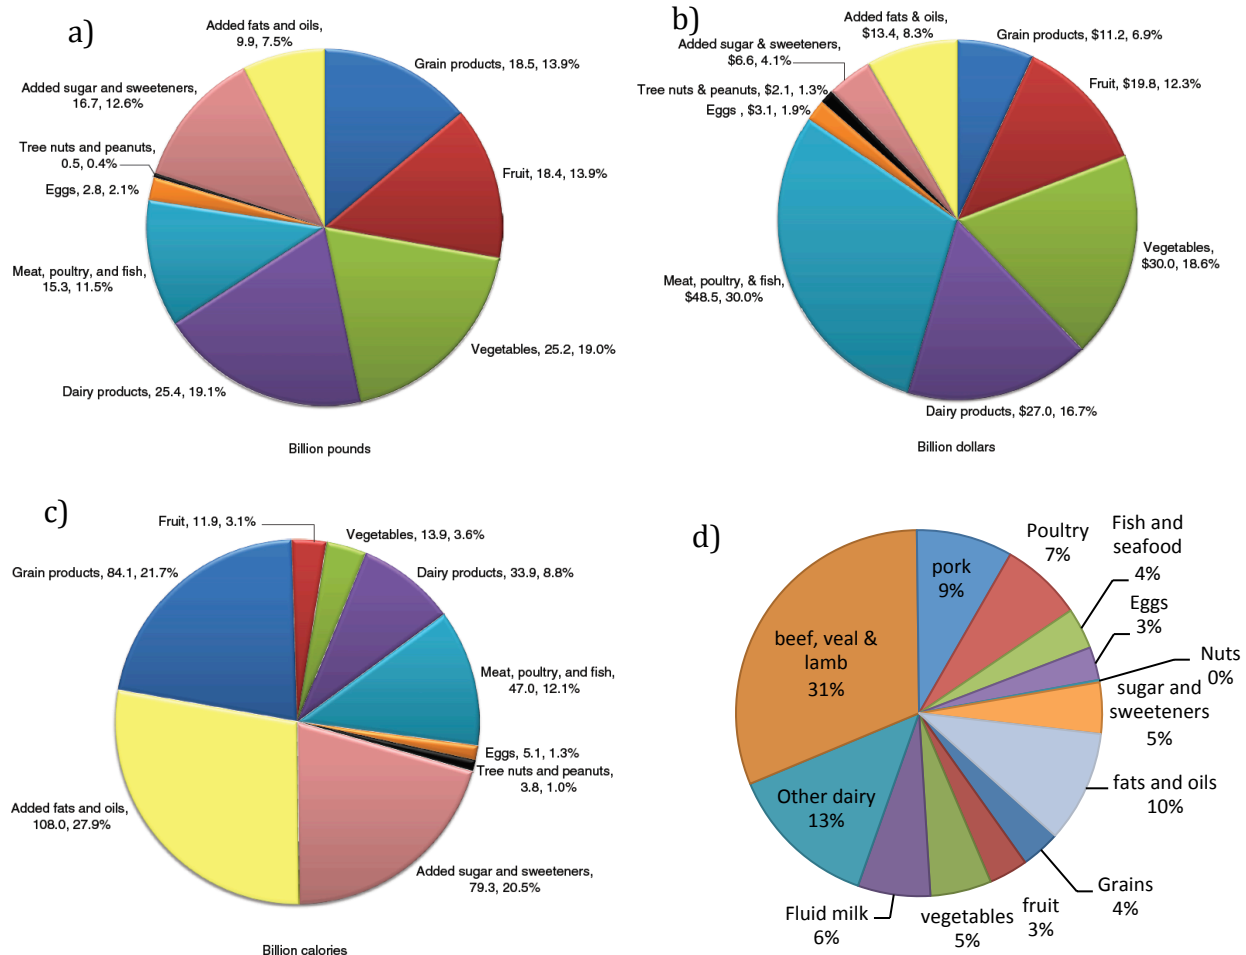 a)
Added fats and oils,
9.9, 7.5%
Grain products, 18.5, 13.9%
Added sugar and sweeteners,
16.7, 12.6%
Fruit, 18.4, 13.9%
Tree nuts and peanuts,
0.5, 0.4%
Eggs, 2.8, 2.1%
Meat, poultry, and fish,
15.3, 11.5%
Vegetables, 25.2, 19.0%
Dairy products, 25.4, 19.1%
Billion pounds
b)
Added fats & oils,
$13.4, 8.3%
Grain products, $11.2, 6.9%
Added sugar & sweeteners,
$6.6, 4.1%
Fruit, $19.8, 12.3%
Tree nuts & peanuts, $2.1, 1.3%
Eggs , $3.1, 1.9%
Vegetables,
$30.0, 18.6%
Meat, poultry, & fish,
$48.5, 30.0%
Dairy products, $27.0, 16.7%
Billion dollars
c)
Fruit, 11.9, 3.1%
Vegetables, 13.9, 3.6%
Grain products, 84.1, 21.7%
Dairy products, 33.9, 8.8%
Meat, poultry, and fish,
47.0, 12.1%
Eggs, 5.1, 1.3%
Tree nuts and peanuts,
3.8, 1.0%
Added fats and oils,
108.0, 27.9%
Added sugar and sweeteners,
79.3, 20.5%
Billion calories
d)
pork
9%
Poultry
7%
Fish and
seafood
4%
Eggs
3%
Nuts
0%
sugar and
sweeteners
5%
fats and oils
10%
Grains
4%
fruit
3%
vegetables
5%
Fluid milk
6%
Other dairy
13%
beef, veal &
lamb
31%